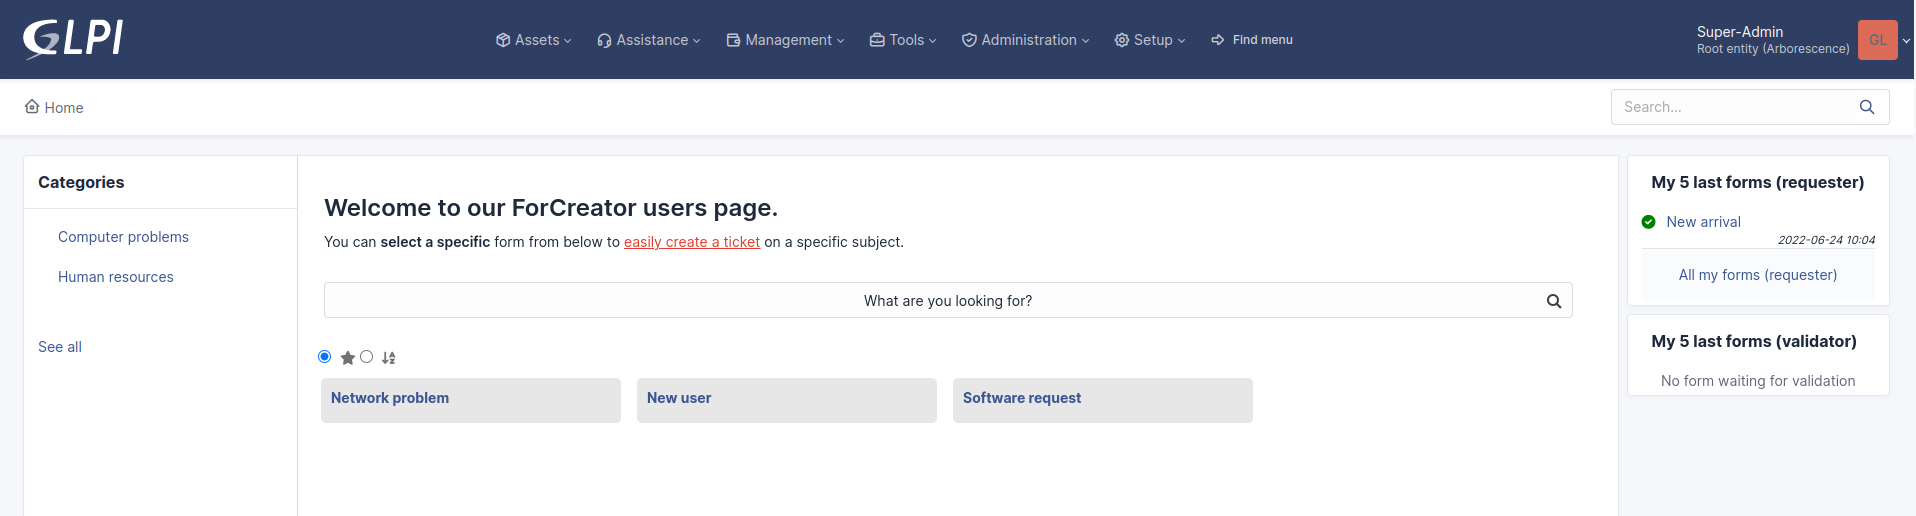 GLPI
Assets
Assistance
Management
Tools
Administration
Setup
Find menu
Super-Admin
Root entity (Arborescence)
GL
Home
Search...
Categories
Computer problems
Human resources
See all
Welcome to our ForCreator users page.
You can select a specific form from below to easily create a ticket on a specific subject.
What are you looking for?
Network problem
New user
Software request
My 5 last forms (requester)
New arrival
2022-06-24 10:04
All my forms (requester)
My 5 last forms (validator)
No form waiting for validation